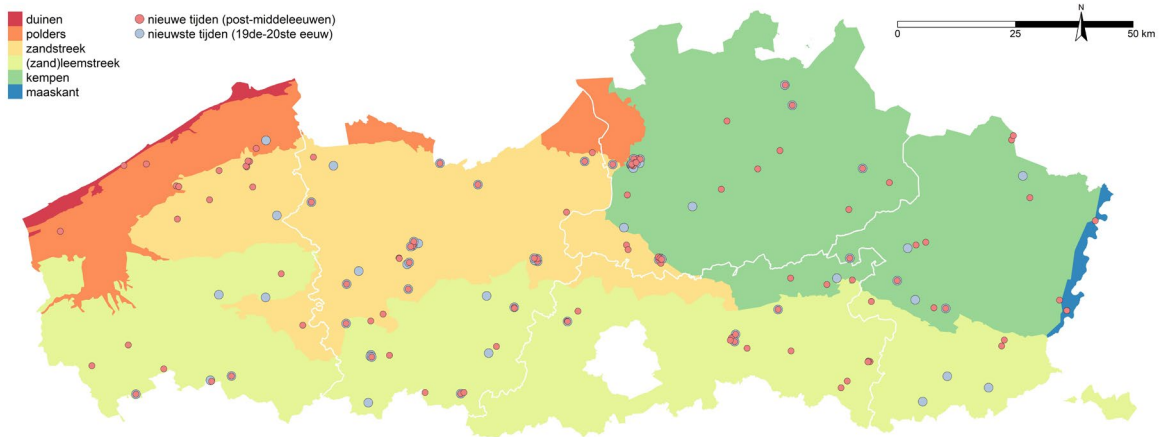 duinen
polders
zandstreek
(zand)leemstreek
kempen
maaskant
nieuwe tijden (post-middeleeuwen)
nieuwste tijden (19de-20ste eeuw)
N
0 25 50 km